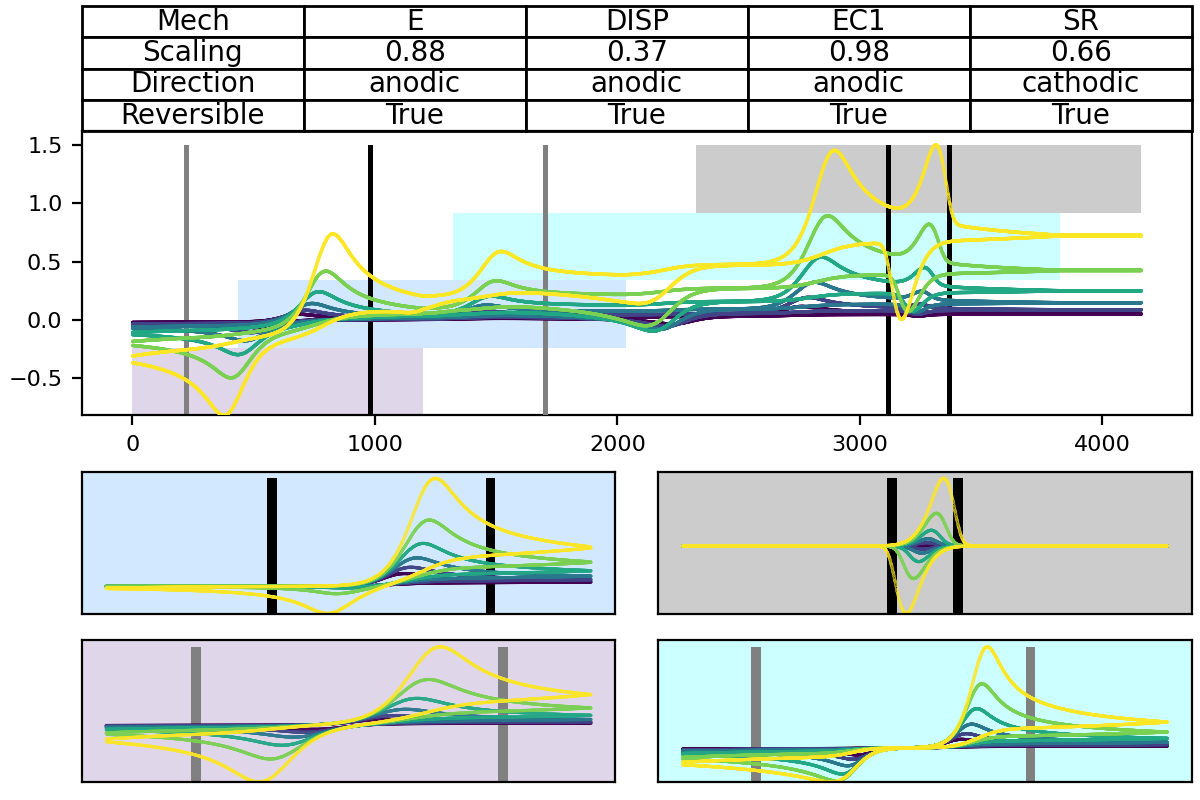 Mech E DISP EC1 SR
Scaling 0.88 0.37 0.98 0.66
Direction anodic anodic anodic cathodic
Reversible True True True True
1.5
1.0
0.5
0.0
−0.5
0 1000 2000 3000 4000